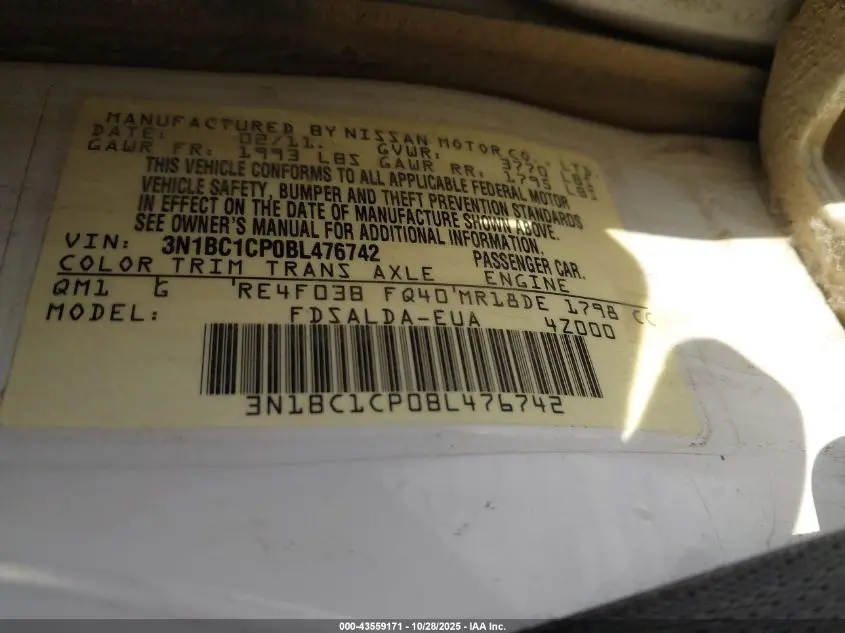 MANUFACTURED BY NISSAN MOTOR CO., LTD.
DATE: 02/11. GVWR: 3770 LBS
GAWR FR: 1993 LBS GAWR RR: 1795 LBS
THIS VEHICLE CONFORMS TO ALL APPLICABLE FEDERAL MOTOR
VEHICLE SAFETY, BUMPER AND THEFT PREVENTION STANDARDS
IN EFFECT ON THE DATE OF MANUFACTURE SHOWN ABOVE.
SEE OWNER'S MANUAL FOR ADDITIONAL INFORMATION.
VIN: 3N1BC1CP0BL476742 PASSENGER CAR.
COLOR TRIM TRANS AXLE ENGINE
QM1 G RE4F03B FQ40 MR18DE 1798 CC
MODEL: FDSALDA-EUA 4Z000
3N1BC1CP0BL476742
000-43559171 | 10/28/2025 - IAA Inc.